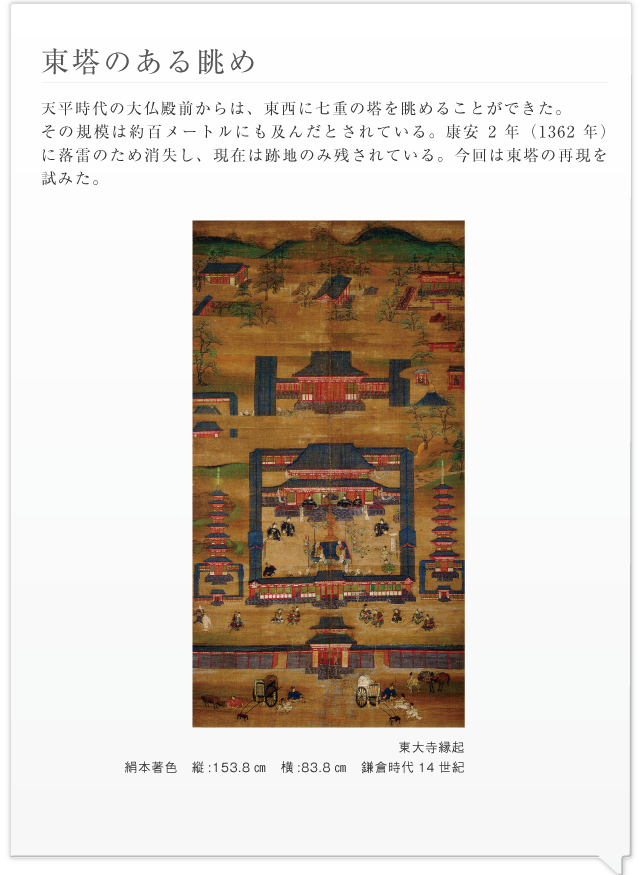 東塔のある眺め
天平時代の大仏殿前からは、東西に七重の塔を眺めることができた。
その規模は約百メートルにも及んだとされている。康安 2 年（1362 年）
に落雷のため消失し、現在は跡地のみ残されている。今回は東塔の再現を
試みた。
東大寺縁起
絹本著色　縦 :153.8 ㎝　横 :83.8 ㎝　鎌倉時代 14 世紀